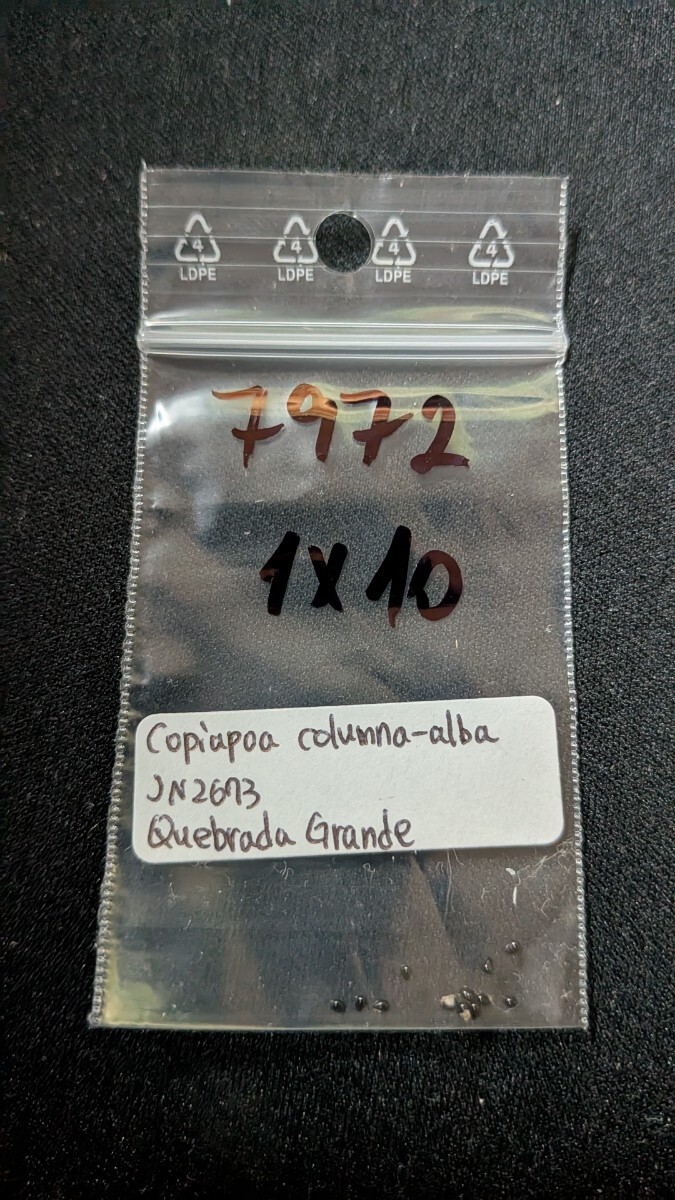 4 4 4 4
LDPE LDPE LDPE LDPE
7972
1x10
Copiapoa columna-alba
JN2673
Quebrada Grande